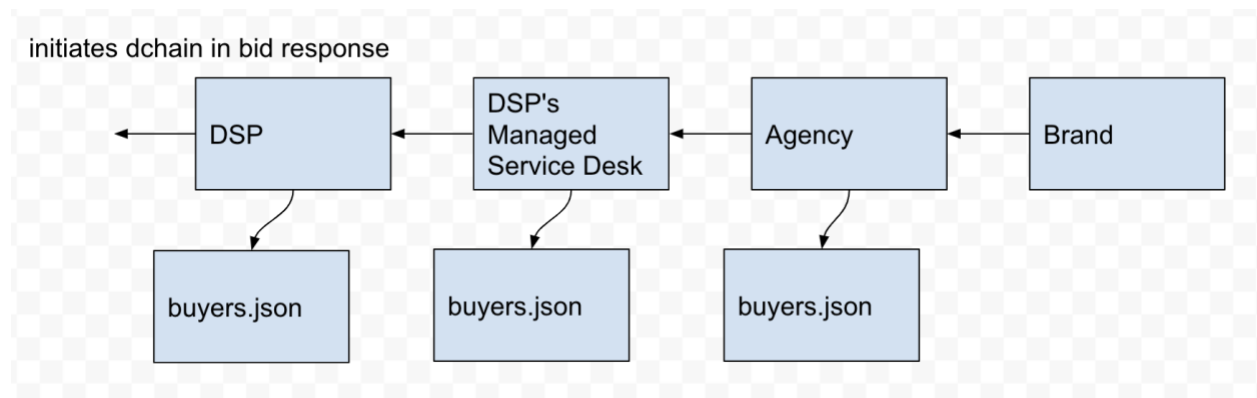 initiates dchain in bid response
DSP
DSP's
Managed
Service Desk
Agency
Brand
buyers.json
buyers.json
buyers.json